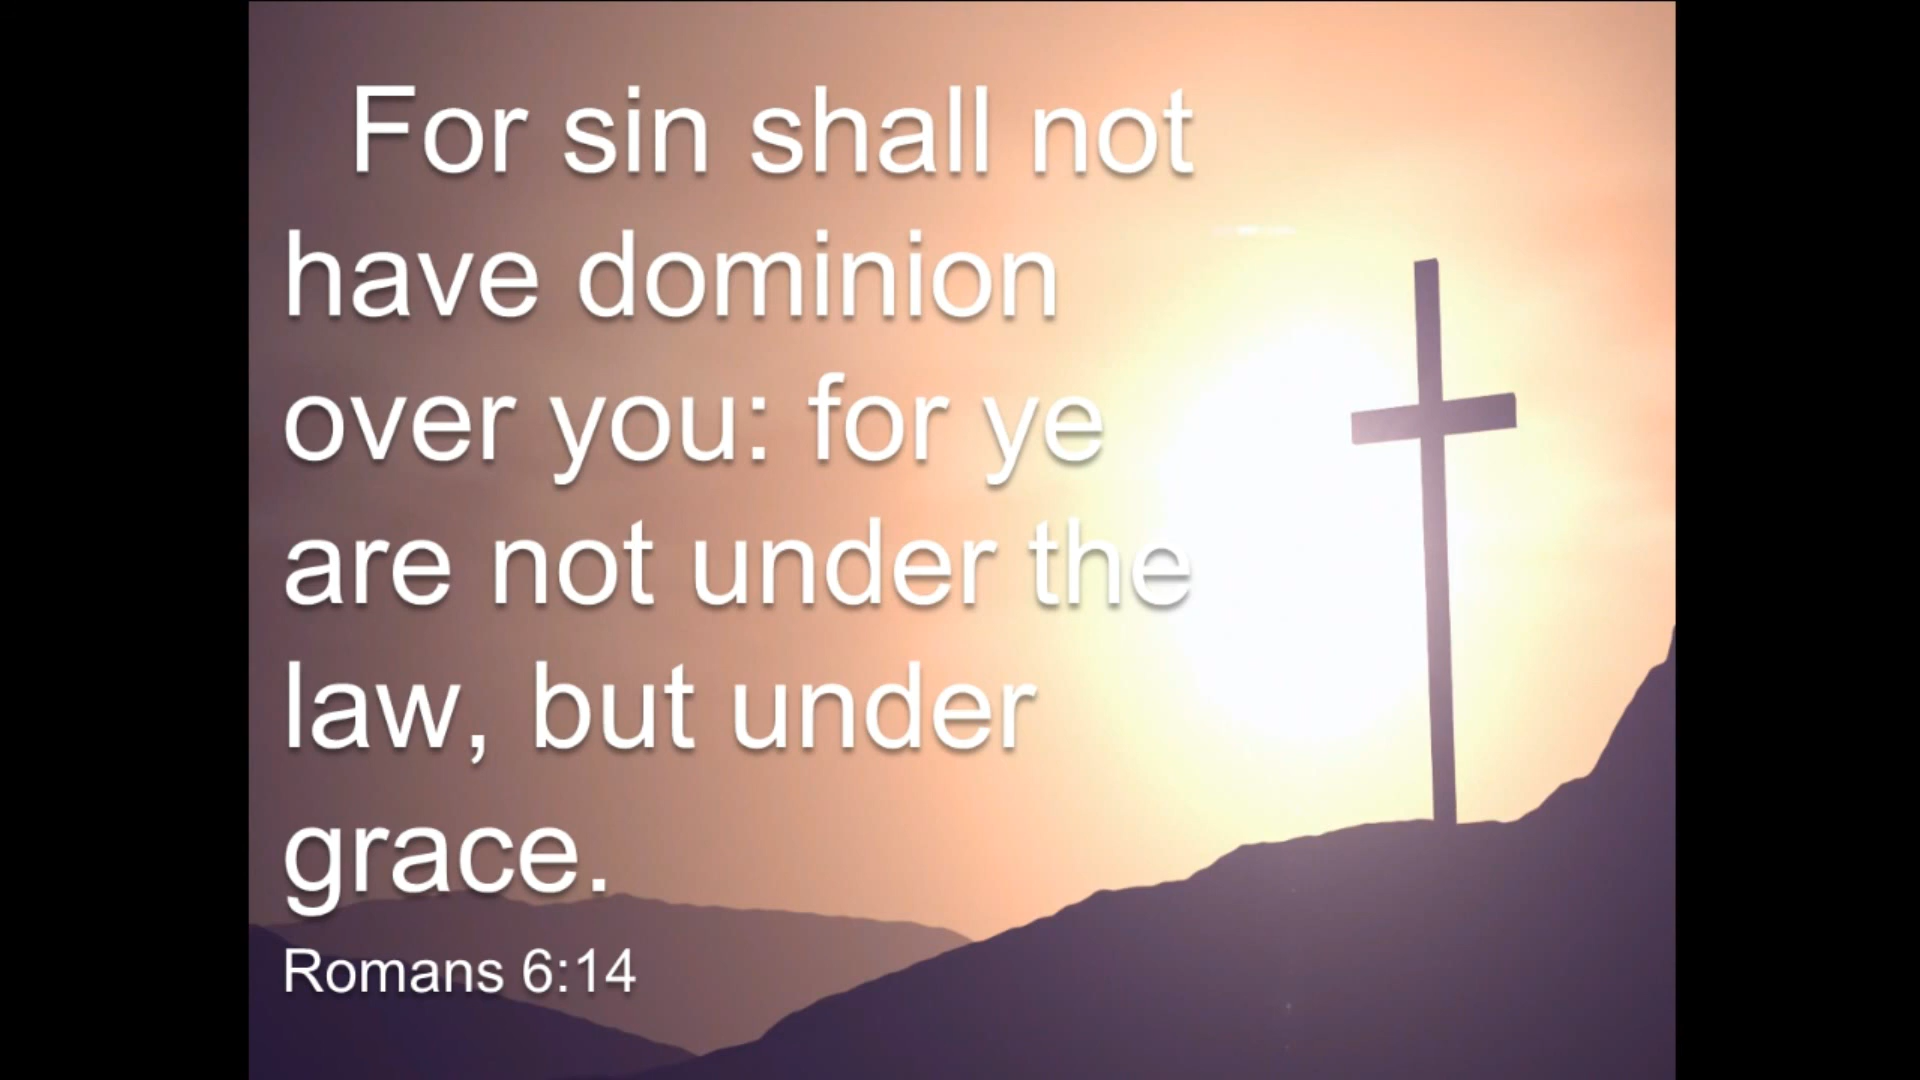 For sin shall not
have dominion
over you: for ye
are not under the
law, but under
grace.
Romans 6:14